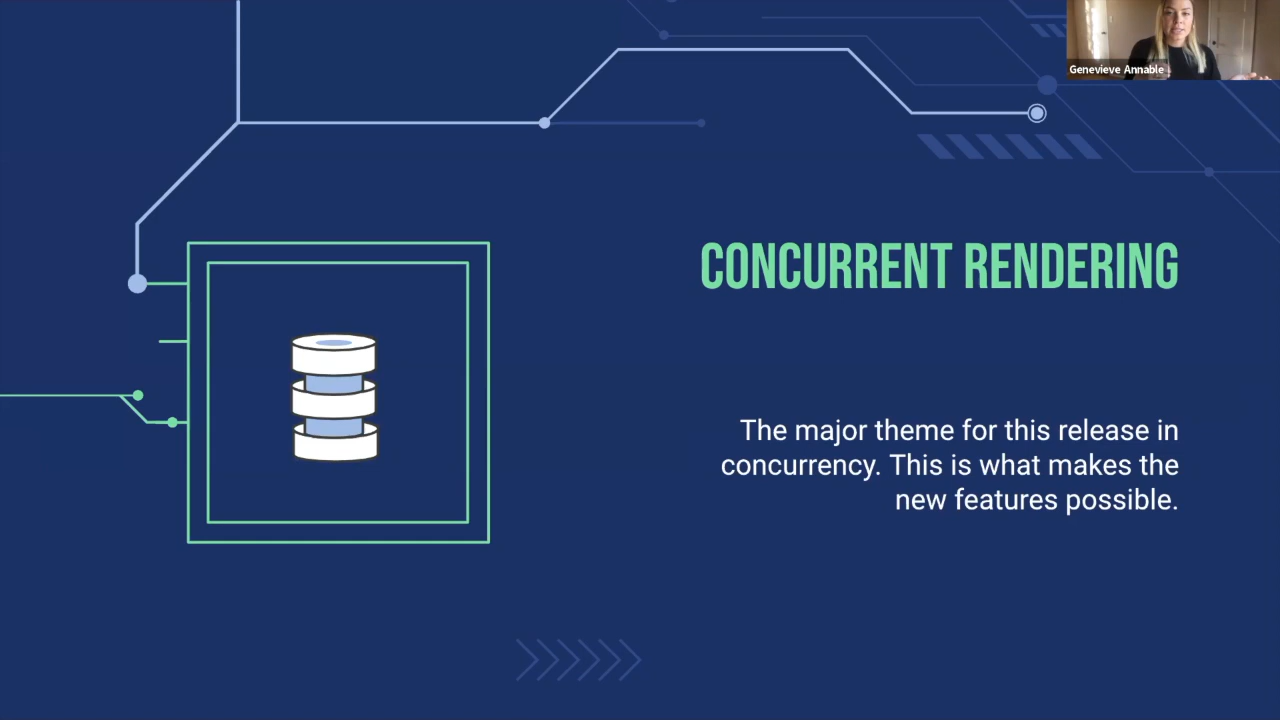 Genevieve Annable
CONCURRENT RENDERING
The major theme for this release in
concurrency. This is what makes the
new features possible.